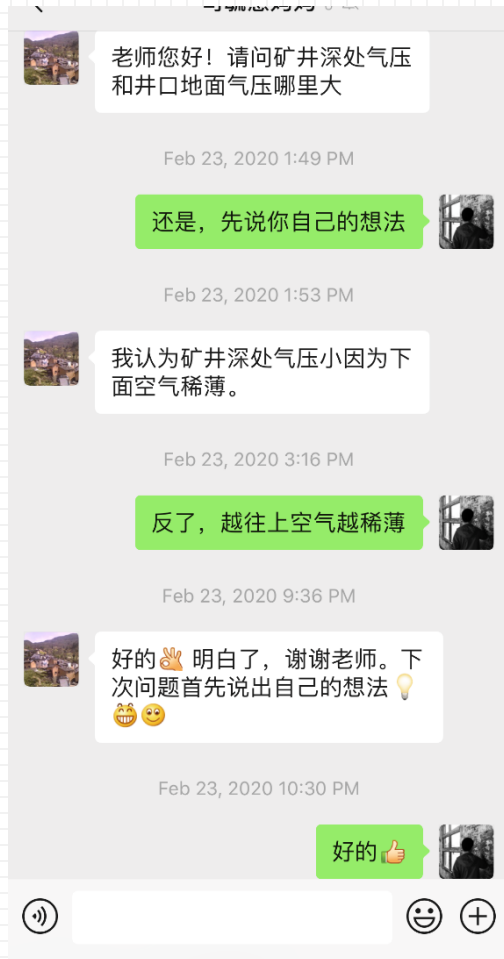 老师您好！请问矿井深处气压
和井口地面气压哪里大
Feb 23, 2020 1:49 PM
还是，先说你自己的想法
Feb 23, 2020 1:53 PM
我认为矿井深处气压小因为下
面空气稀薄。
Feb 23, 2020 3:16 PM
反了，越往上空气越稀薄
Feb 23, 2020 9:36 PM
好的👌 明白了，谢谢老师。下
次问题首先说出自己的想法💡
😁🙂
Feb 23, 2020 10:30 PM
好的👍